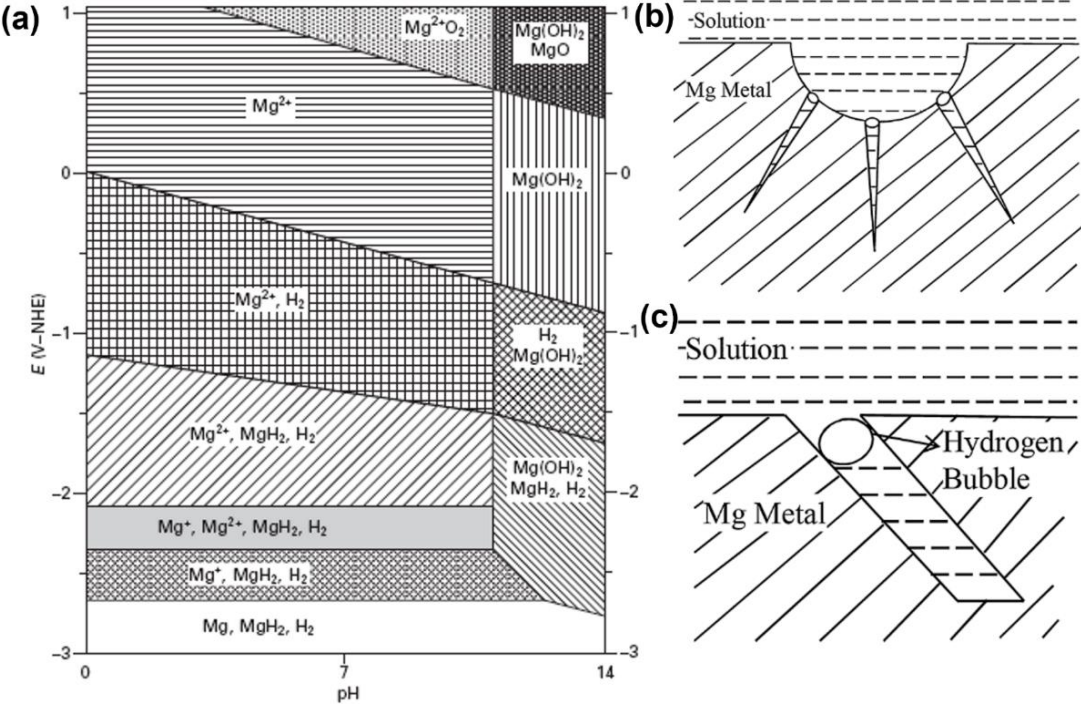 (a)
1
0
−1
−2
−3
E (V–NHE)
0
7
14
pH
1
0
−1
−2
−3
Mg²⁺O₂
Mg(OH)₂
MgO
Mg²⁺
Mg(OH)₂
Mg²⁺, H₂
H₂
Mg(OH)₂
Mg²⁺, MgH₂, H₂
Mg(OH)₂
MgH₂, H₂
Mg⁺, Mg²⁺, MgH₂, H₂
Mg⁺, MgH₂, H₂
Mg, MgH₂, H₂
(b)
Solution
Mg Metal
(c)
Solution
Hydrogen
Bubble
Mg Metal